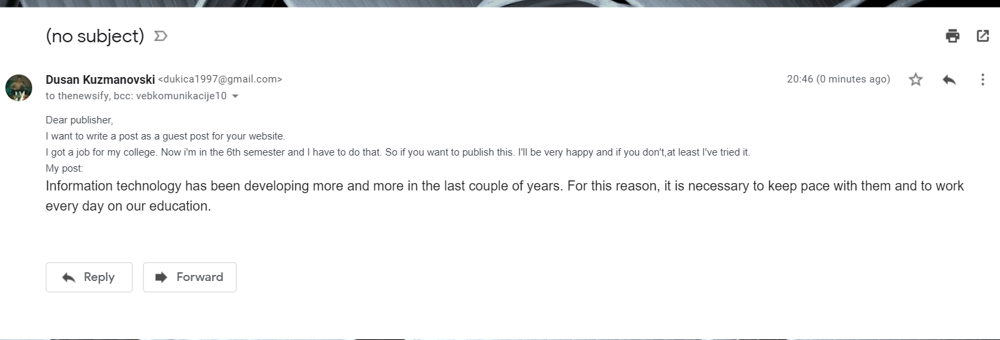 (no subject)
Dusan Kuzmanovski <dukica1997@gmail.com>
20:46 (0 minutes ago)
to thenewsify, bcc: vebkomunikacije10
Dear publisher,
I want to write a post as a guest post for your website.
I got a job for my college. Now i'm in the 6th semester and I have to do that. So if you want to publish this. I'll be very happy and if you don't,at least I've tried it.
My post:
Information technology has been developing more and more in the last couple of years. For this reason, it is necessary to keep pace with them and to work
every day on our education.
Reply
Forward